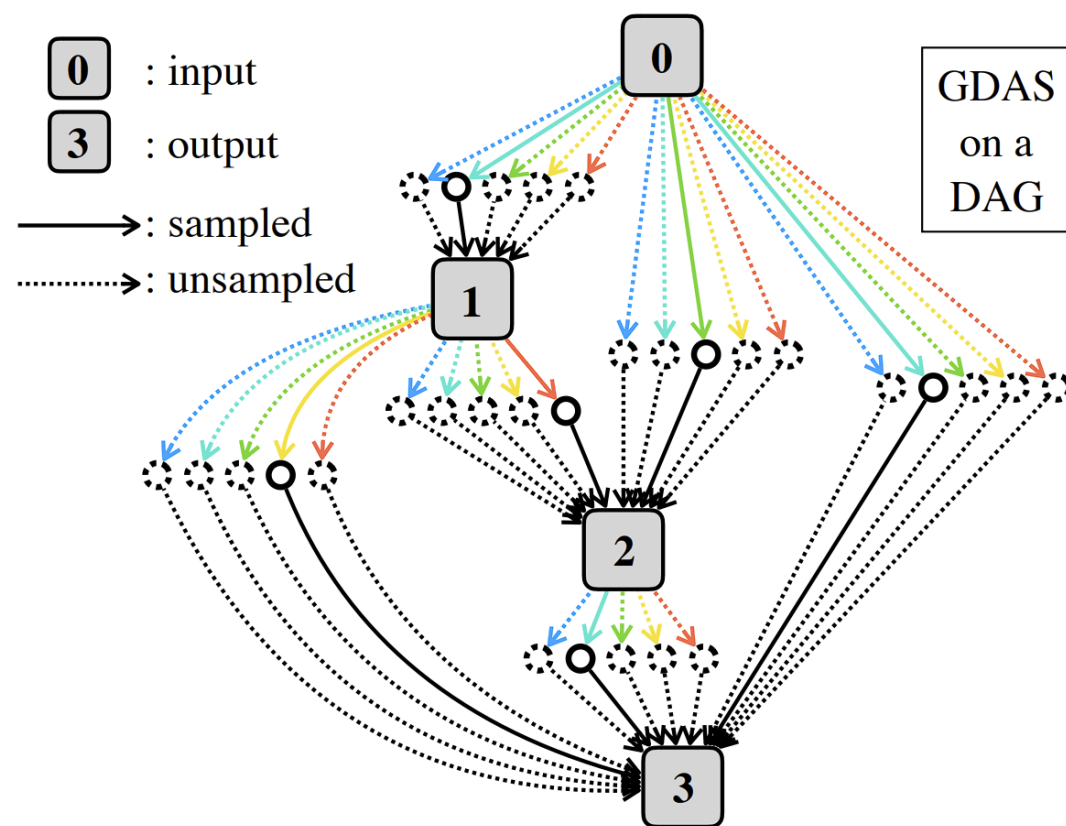 0 : input
3 : output
: sampled
: unsampled
0
GDAS
on a
DAG
1
2
3